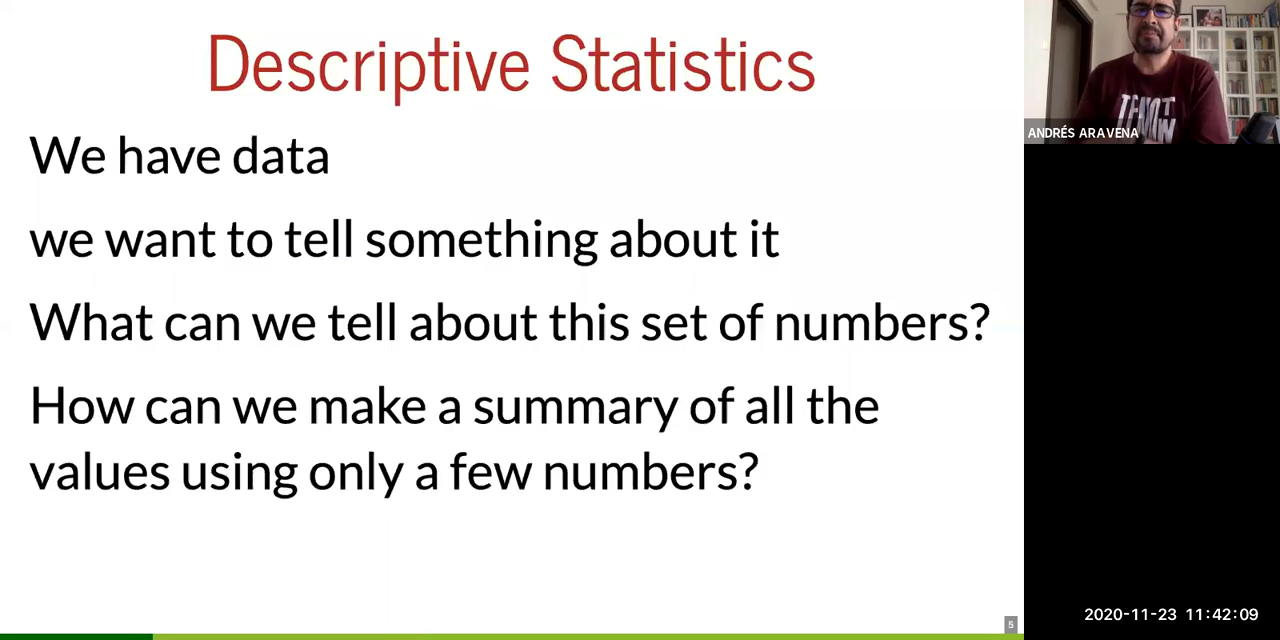 Descriptive Statistics
We have data
we want to tell something about it
What can we tell about this set of numbers?
How can we make a summary of all the
values using only a few numbers?
5
ANDRÉS ARAVENA
2020-11-23 11:42:09